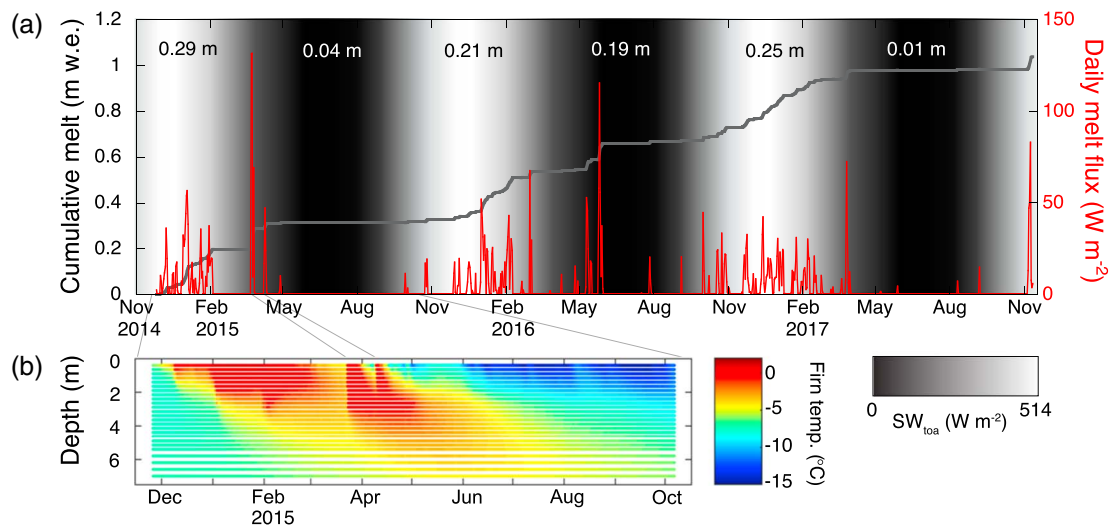 (a)
Cumulative melt (m w.e.)
1.2
1
0.8
0.6
0.4
0.2
0
0.29 m 0.04 m 0.21 m 0.19 m 0.25 m 0.01 m
150
100
50
0
Daily melt flux (W m-2)
Nov Feb May Aug Nov Feb May Aug Nov Feb May Aug Nov
2014 2015 2016 2017
(b)
Depth (m)
0
2
4
6
Dec Feb Apr Jun Aug Oct
2015
0
-5
-10
-15
Firn temp. (°C)
0 514
SWtoa (W m-2)